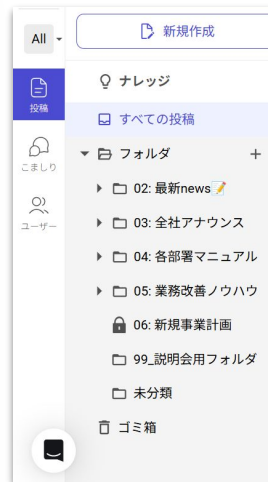 All
新規作成
投稿
こましり
ユーザー
ナレッジ
すべての投稿
フォルダ
02: 最新news📝
03: 全社アナウンス
04: 各部署マニュアル
05: 業務改善ノウハウ
06: 新規事業計画
99_説明会用フォルダ
未分類
ゴミ箱